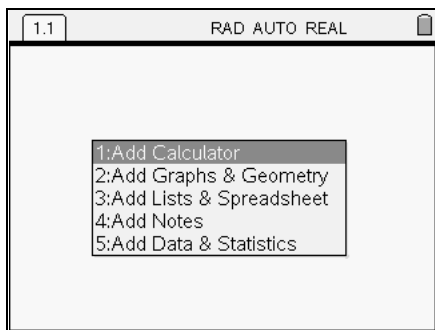 1.1 RAD AUTO REAL
1:Add Calculator
2:Add Graphs & Geometry
3:Add Lists & Spreadsheet
4:Add Notes
5:Add Data & Statistics